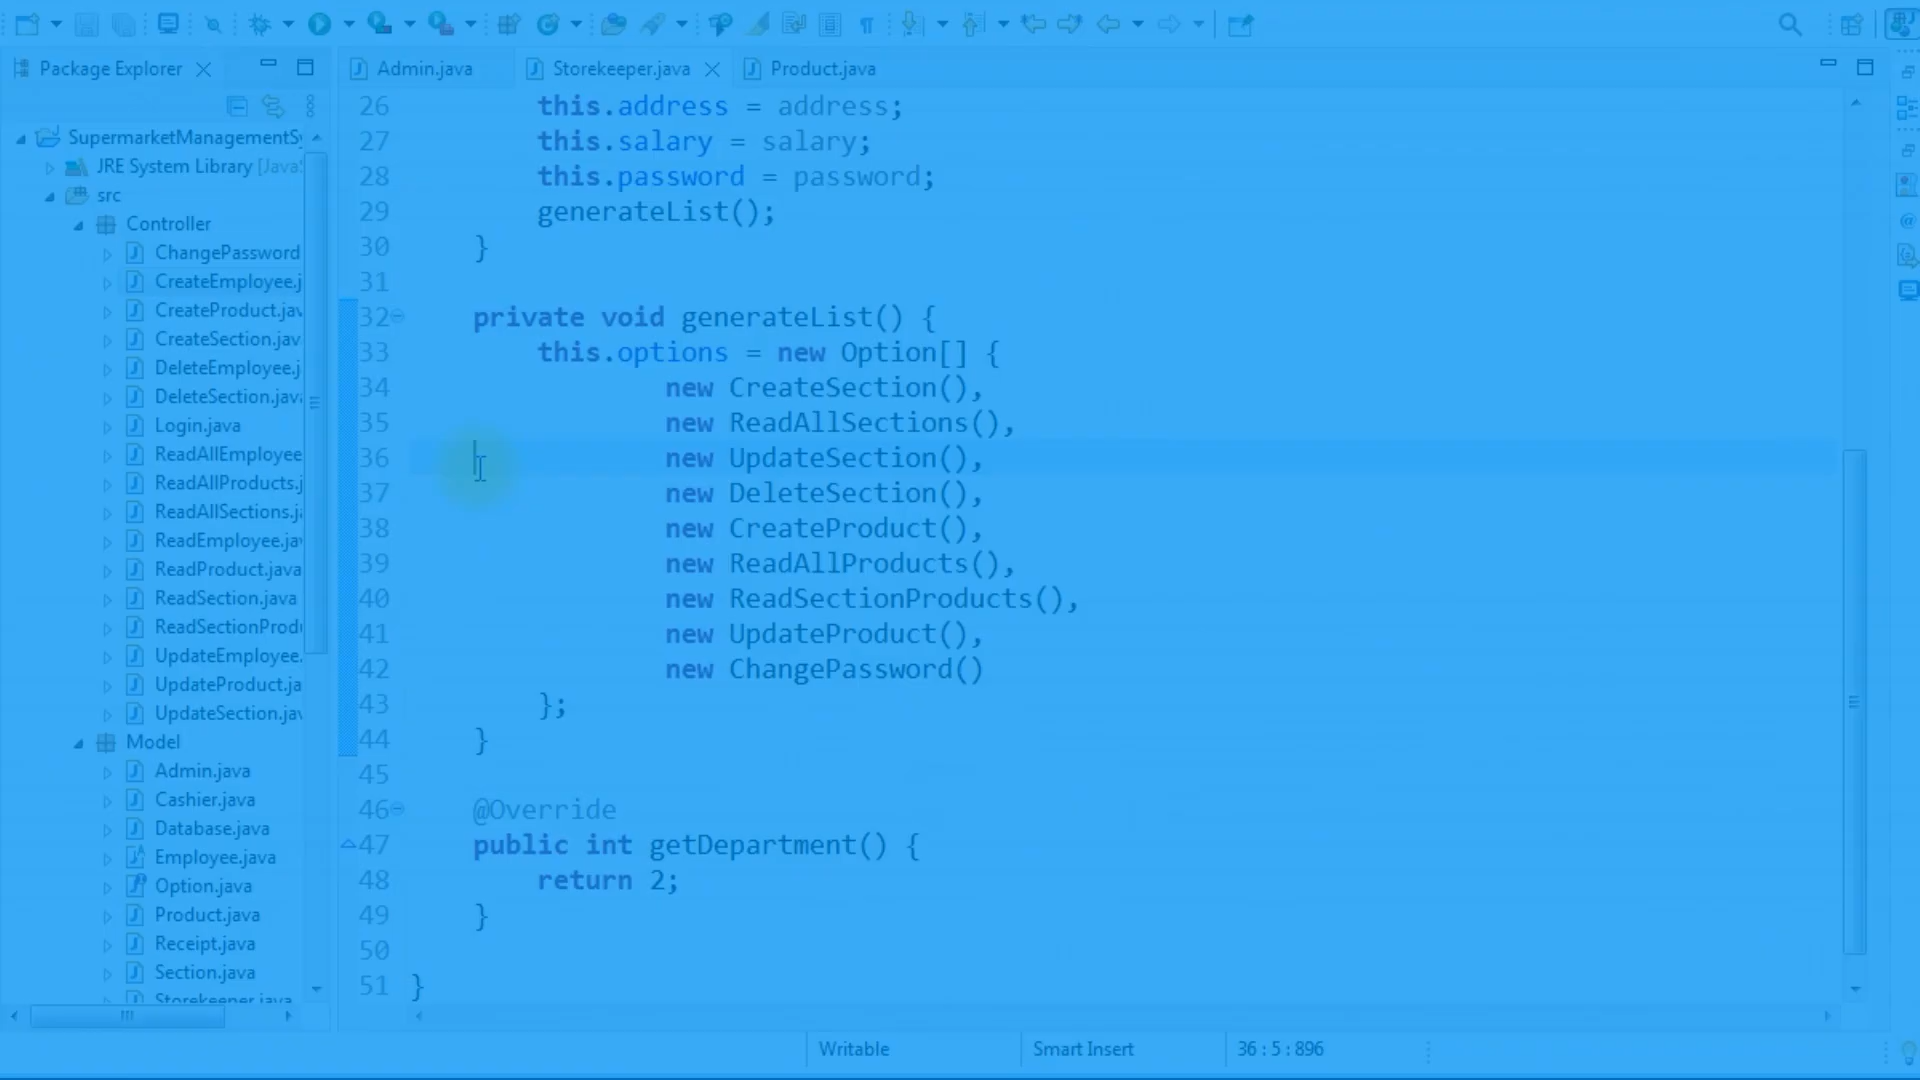 Package Explorer
Admin.java
Storekeeper.java
Product.java
SupermarketManagementSy
JRE System Library [JavaS
src
Controller
ChangePassword
CreateEmployee.j
CreateProduct.jav
CreateSection.jav
DeleteEmployee.j
DeleteSection.java
Login.java
ReadAllEmployee
ReadAllProducts.j
ReadAllSections.ja
ReadEmployee.jav
ReadProduct.java
ReadSection.java
ReadSectionProdu
UpdateEmployee.
UpdateProduct.ja
UpdateSection.jav
Model
Admin.java
Cashier.java
Database.java
Employee.java
Option.java
Product.java
Receipt.java
Section.java
Storekeeper.java
26 this.address = address;
27 this.salary = salary;
28 this.password = password;
29 generateList();
30 }
31
32 private void generateList() {
33 this.options = new Option[] {
34 new CreateSection(),
35 new ReadAllSections(),
36 new UpdateSection(),
37 new DeleteSection(),
38 new CreateProduct(),
39 new ReadAllProducts(),
40 new ReadSectionProducts(),
41 new UpdateProduct(),
42 new ChangePassword()
43 };
44 }
45
46 @Override
47 public int getDepartment() {
48 return 2;
49 }
50
51 }
Writable
Smart Insert
36 : 5 : 896